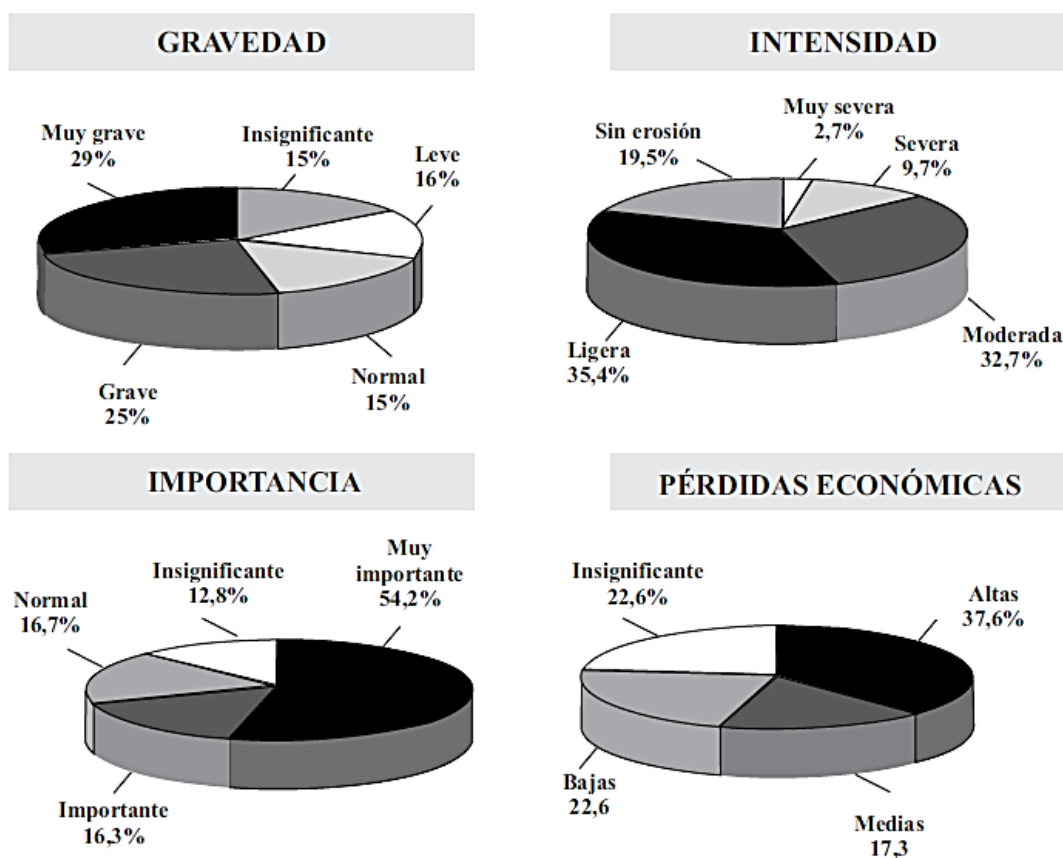 GRAVEDAD
Muy grave
29%
Insignificante
15%
Leve
16%
Grave
25%
Normal
15%
INTENSIDAD
Sin erosión
19,5%
Muy severa
2,7%
Severa
9,7%
Ligera
35,4%
Moderada
32,7%
IMPORTANCIA
Normal
16,7%
Insignificante
12,8%
Muy
importante
54,2%
Importante
16,3%
PÉRDIDAS ECONÓMICAS
Insignificante
22,6%
Altas
37,6%
Bajas
22,6
Medias
17,3